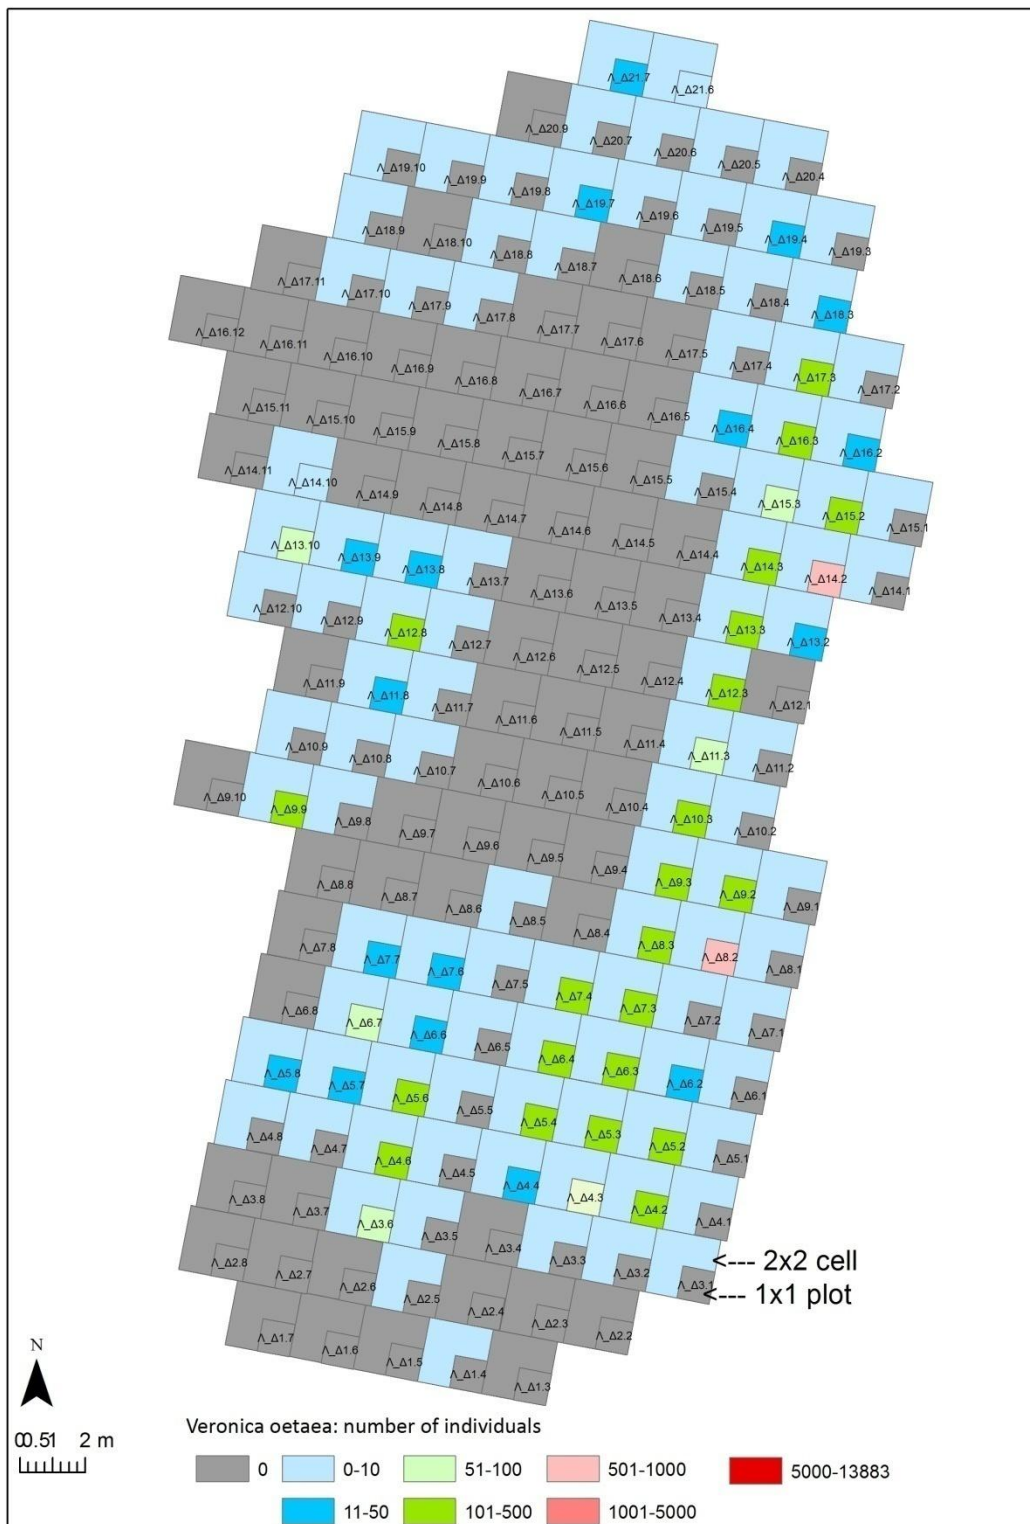 Λ_Δ21.7 Λ_Δ21.6
Λ_Δ20.9 Λ_Δ20.7 Λ_Δ20.6 Λ_Δ20.5 Λ_Δ20.4
Λ_Δ19.10 Λ_Δ19.9 Λ_Δ19.8 Λ_Δ19.7 Λ_Δ19.6 Λ_Δ19.5 Λ_Δ19.4 Λ_Δ19.3
Λ_Δ18.9 Λ_Δ18.10 Λ_Δ18.8 Λ_Δ18.7 Λ_Δ18.6 Λ_Δ18.5 Λ_Δ18.4 Λ_Δ18.3
Λ_Δ17.11 Λ_Δ17.10 Λ_Δ17.9 Λ_Δ17.8 Λ_Δ17.7 Λ_Δ17.6 Λ_Δ17.5 Λ_Δ17.4 Λ_Δ17.3 Λ_Δ17.2
Λ_Δ16.12 Λ_Δ16.11 Λ_Δ16.10 Λ_Δ16.9 Λ_Δ16.8 Λ_Δ16.7 Λ_Δ16.6 Λ_Δ16.5 Λ_Δ16.4 Λ_Δ16.3 Λ_Δ16.2
Λ_Δ15.11 Λ_Δ15.10 Λ_Δ15.9 Λ_Δ15.8 Λ_Δ15.7 Λ_Δ15.6 Λ_Δ15.5 Λ_Δ15.4 Λ_Δ15.3 Λ_Δ15.2 Λ_Δ15.1
Λ_Δ14.11 Λ_Δ14.10 Λ_Δ14.9 Λ_Δ14.8 Λ_Δ14.7 Λ_Δ14.6 Λ_Δ14.5 Λ_Δ14.4 Λ_Δ14.3 Λ_Δ14.2 Λ_Δ14.1
Λ_Δ13.10 Λ_Δ13.9 Λ_Δ13.8 Λ_Δ13.7 Λ_Δ13.6 Λ_Δ13.5 Λ_Δ13.4 Λ_Δ13.3 Λ_Δ13.2
Λ_Δ12.10 Λ_Δ12.9 Λ_Δ12.8 Λ_Δ12.7 Λ_Δ12.6 Λ_Δ12.5 Λ_Δ12.4 Λ_Δ12.3 Λ_Δ12.1
Λ_Δ11.9 Λ_Δ11.8 Λ_Δ11.7 Λ_Δ11.6 Λ_Δ11.5 Λ_Δ11.4 Λ_Δ11.3 Λ_Δ11.2
Λ_Δ10.9 Λ_Δ10.8 Λ_Δ10.7 Λ_Δ10.6 Λ_Δ10.5 Λ_Δ10.4 Λ_Δ10.3 Λ_Δ10.2
Λ_Δ9.10 Λ_Δ9.9 Λ_Δ9.8 Λ_Δ9.7 Λ_Δ9.6 Λ_Δ9.5 Λ_Δ9.4 Λ_Δ9.3 Λ_Δ9.2 Λ_Δ9.1
Λ_Δ8.8 Λ_Δ8.7 Λ_Δ8.6 Λ_Δ8.5 Λ_Δ8.4 Λ_Δ8.3 Λ_Δ8.2 Λ_Δ8.1
Λ_Δ7.8 Λ_Δ7.7 Λ_Δ7.6 Λ_Δ7.5 Λ_Δ7.4 Λ_Δ7.3 Λ_Δ7.2 Λ_Δ7.1
Λ_Δ6.8 Λ_Δ6.7 Λ_Δ6.6 Λ_Δ6.5 Λ_Δ6.4 Λ_Δ6.3 Λ_Δ6.2 Λ_Δ6.1
Λ_Δ5.8 Λ_Δ5.7 Λ_Δ5.6 Λ_Δ5.5 Λ_Δ5.4 Λ_Δ5.3 Λ_Δ5.2 Λ_Δ5.1
Λ_Δ4.8 Λ_Δ4.7 Λ_Δ4.6 Λ_Δ4.5 Λ_Δ4.4 Λ_Δ4.3 Λ_Δ4.2 Λ_Δ4.1
Λ_Δ3.8 Λ_Δ3.7 Λ_Δ3.6 Λ_Δ3.5 Λ_Δ3.4 Λ_Δ3.3 Λ_Δ3.2 Λ_Δ3.1
<--- 2x2 cell
<--- 1x1 plot
Λ_Δ2.8 Λ_Δ2.7 Λ_Δ2.6 Λ_Δ2.5 Λ_Δ2.4 Λ_Δ2.3 Λ_Δ2.2
Λ_Δ1.7 Λ_Δ1.6 Λ_Δ1.5 Λ_Δ1.4 Λ_Δ1.3
N
00.51 2 m
Veronica oetaea: number of individuals
0 0-10 51-100 501-1000 5000-13883
11-50 101-500 1001-5000